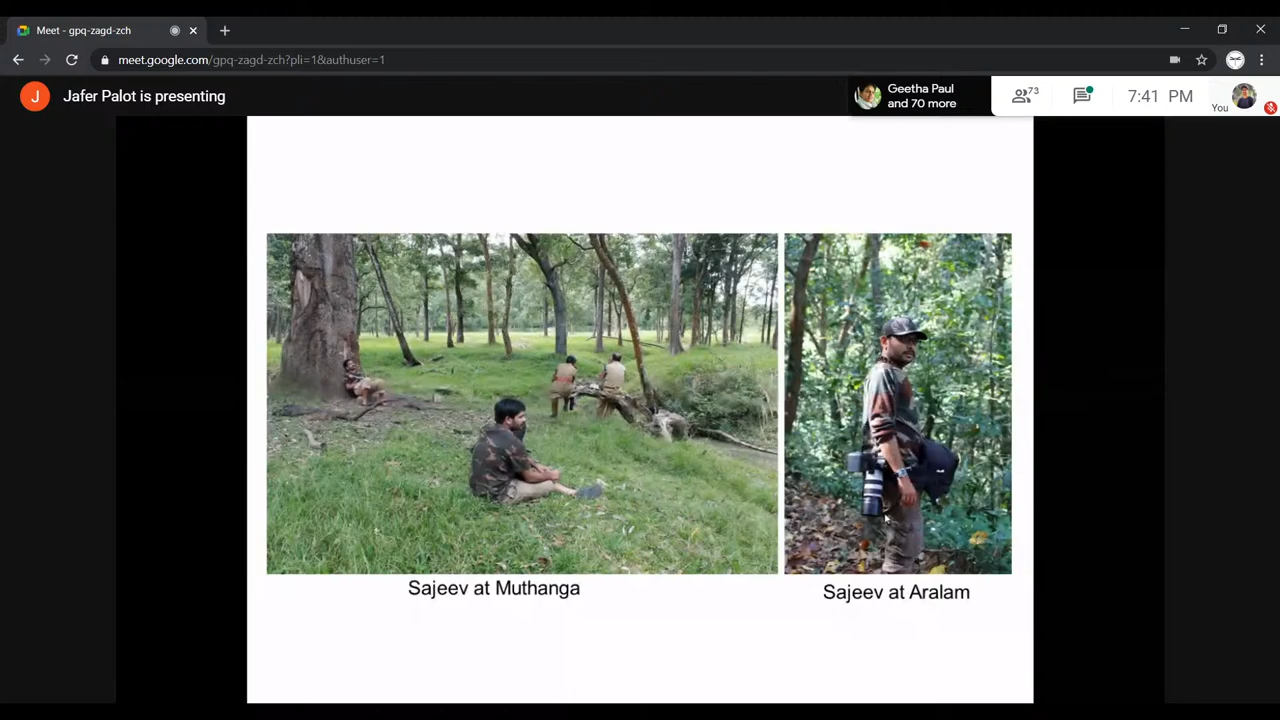 Meet - gpq-zagd-zch
meet.google.com/gpq-zagd-zch?pli=1&authuser=1
J
Jafer Palot is presenting
Geetha Paul
and 70 more
73
7:41 PM
You
Sajeev at Muthanga
Sajeev at Aralam